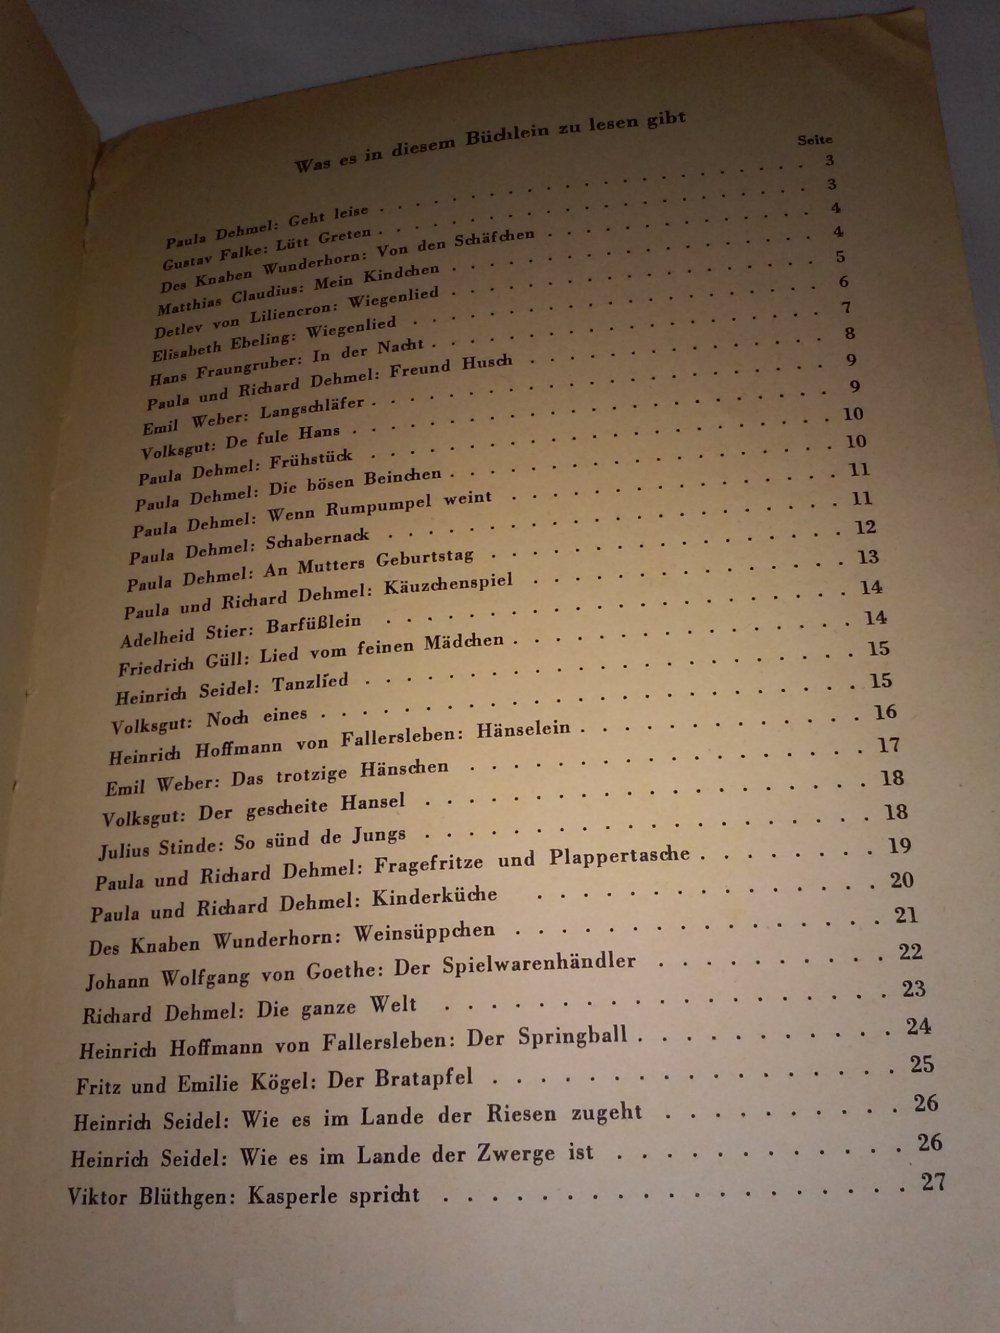 Was es in diesem Büchlein zu lesen gibt
Seite
Paula Dehmel: Geht leise . . . . . . . . . . . . . . . . . . . . 3
Gustav Falke: Lütt Greten . . . . . . . . . . . . . . . . . . . . 3
Des Knaben Wunderhorn: Von den Schäfchen . . . . . . . . . . . . 4
Matthias Claudius: Mein Kindchen . . . . . . . . . . . . . . . . 4
Detlev von Liliencron: Wiegenlied . . . . . . . . . . . . . . . . 5
Elisabeth Ebeling: Wiegenlied . . . . . . . . . . . . . . . . . . 6
Hans Fraungruber: In der Nacht . . . . . . . . . . . . . . . . . 7
Paula und Richard Dehmel: Freund Husch . . . . . . . . . . . . . 8
Emil Weber: Langschläfer . . . . . . . . . . . . . . . . . . . . 9
Volksgut: De fule Hans . . . . . . . . . . . . . . . . . . . . . 9
Paula Dehmel: Frühstück . . . . . . . . . . . . . . . . . . . . 10
Paula Dehmel: Die bösen Beinchen . . . . . . . . . . . . . . . . 10
Paula Dehmel: Wenn Rumpumpel weint . . . . . . . . . . . . . . . 11
Paula Dehmel: Schabernack . . . . . . . . . . . . . . . . . . . 11
Paula Dehmel: An Mutters Geburtstag . . . . . . . . . . . . . . . 12
Paula und Richard Dehmel: Käuzchenspiel . . . . . . . . . . . . . 13
Adelheid Stier: Barfüßlein . . . . . . . . . . . . . . . . . . . 14
Friedrich Güll: Lied vom feinen Mädchen . . . . . . . . . . . . . 14
Heinrich Seidel: Tanzlied . . . . . . . . . . . . . . . . . . . 15
Volksgut: Noch eines . . . . . . . . . . . . . . . . . . . . . . 15
Heinrich Hoffmann von Fallersleben: Hänselein . . . . . . . . . . 16
Emil Weber: Das trotzige Hänschen . . . . . . . . . . . . . . . . 17
Volksgut: Der gescheite Hansel . . . . . . . . . . . . . . . . . 18
Julius Stinde: So sünd de Jungs . . . . . . . . . . . . . . . . . 18
Paula und Richard Dehmel: Fragefritze und Plappertasche . . . . . . 19
Paula und Richard Dehmel: Kinderküche . . . . . . . . . . . . . . 20
Des Knaben Wunderhorn: Weinsüppchen . . . . . . . . . . . . . . . 21
Johann Wolfgang von Goethe: Der Spielwarenhändler . . . . . . . . 22
Richard Dehmel: Die ganze Welt . . . . . . . . . . . . . . . . . 23
Heinrich Hoffmann von Fallersleben: Der Springball . . . . . . . . 24
Fritz und Emilie Kögel: Der Bratapfel . . . . . . . . . . . . . . 25
Heinrich Seidel: Wie es im Lande der Riesen zugeht . . . . . . . . 26
Heinrich Seidel: Wie es im Lande der Zwerge ist . . . . . . . . . 26
Viktor Blüthgen: Kasperle spricht . . . . . . . . . . . . . . . . 27